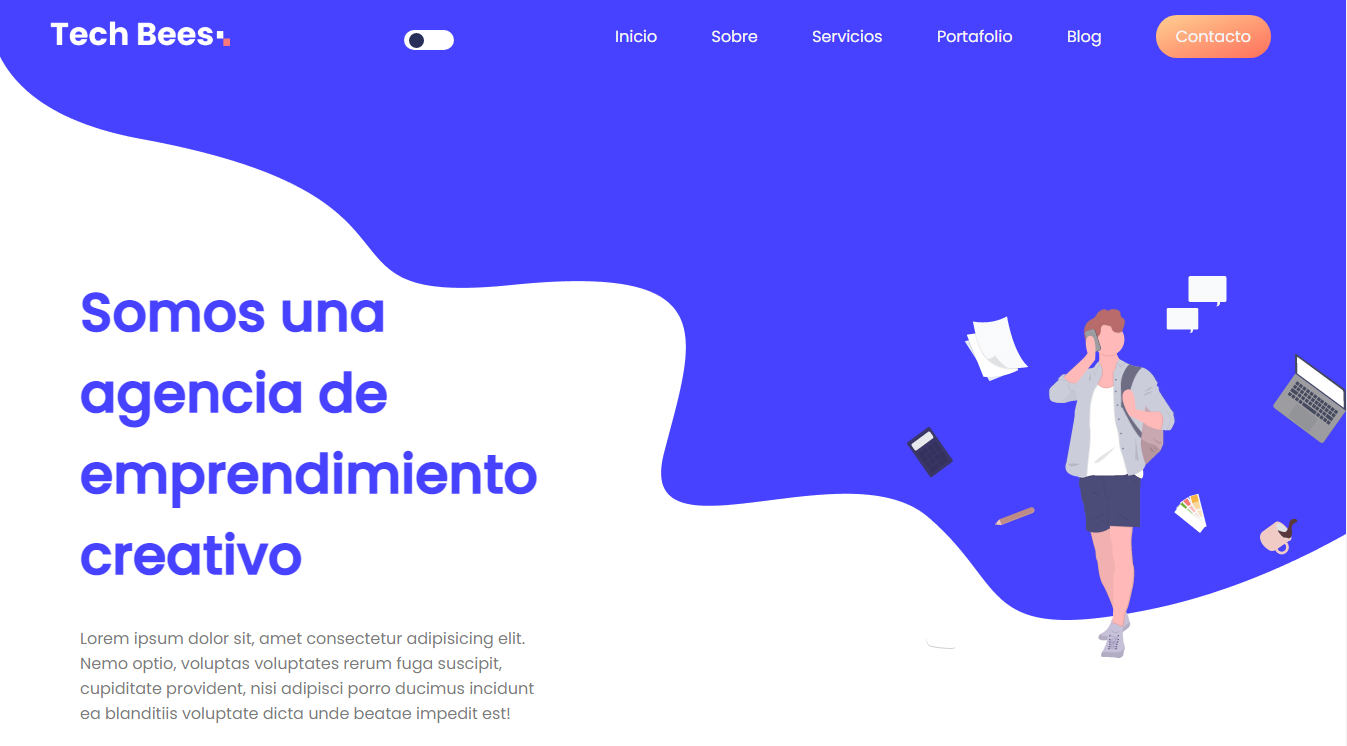 Tech Bees
Inicio Sobre Servicios Portafolio Blog Contacto
Somos una
agencia de
emprendimiento
creativo
Lorem ipsum dolor sit, amet consectetur adipisicing elit.
Nemo optio, voluptas voluptates rerum fuga suscipit,
cupiditate provident, nisi adipisci porro ducimus incidunt
ea blanditiis voluptate dicta unde beatae impedit est!